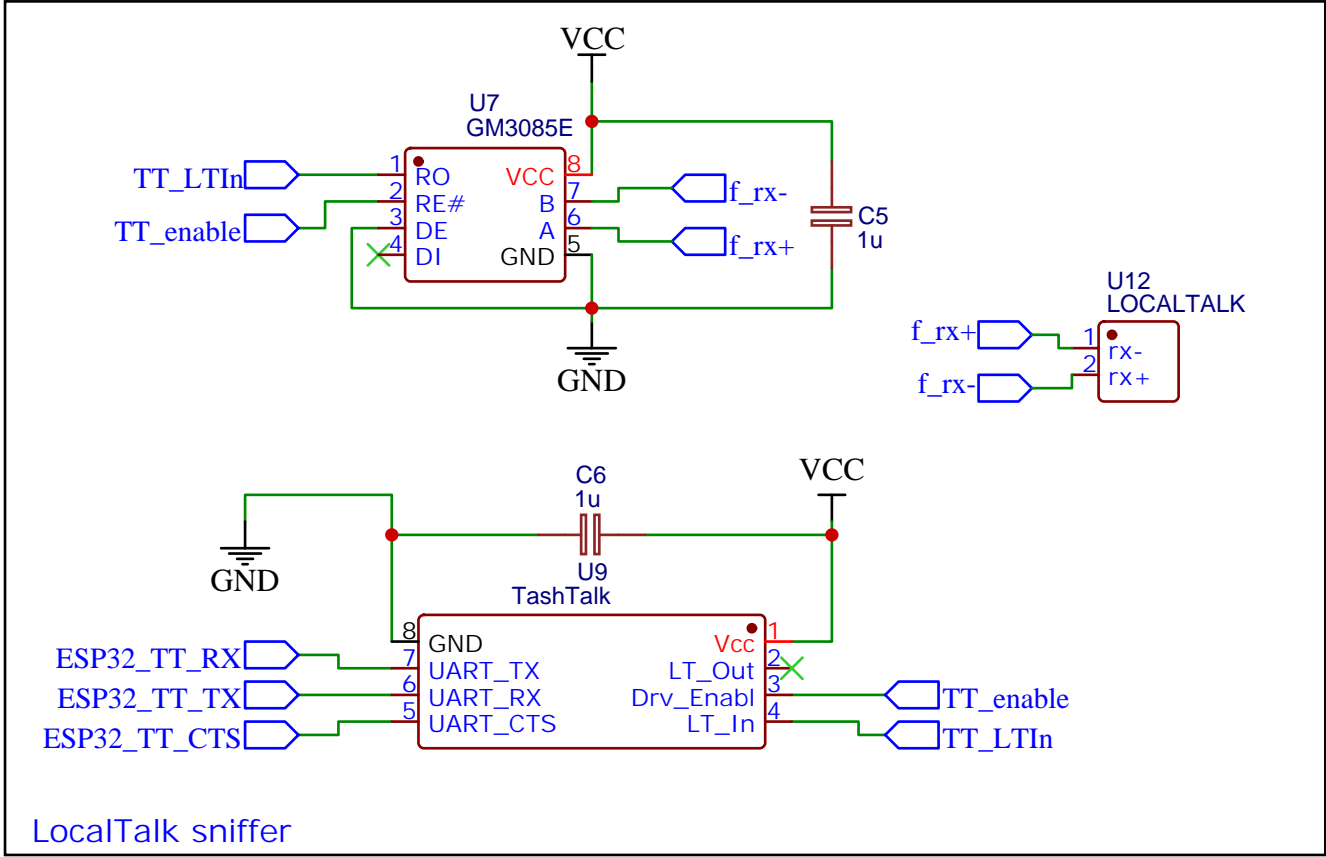 VCC
U7
GM3085E
TT_LTIn
1
RO
VCC
8
2
RE#
B
7
f_rx-
TT_enable
3
DE
A
6
f_rx+
4
DI
GND
5
C5
1u
GND
U12
LOCALTALK
f_rx+
1
rx-
f_rx-
2
rx+
C6
1u
VCC
GND
U9
TashTalk
8
GND
Vcc
1
ESP32_TT_RX
7
UART_TX
LT_Out
2
ESP32_TT_TX
6
UART_RX
Drv_Enabl
3
TT_enable
ESP32_TT_CTS
5
UART_CTS
LT_In
4
TT_LTIn
LocalTalk sniffer